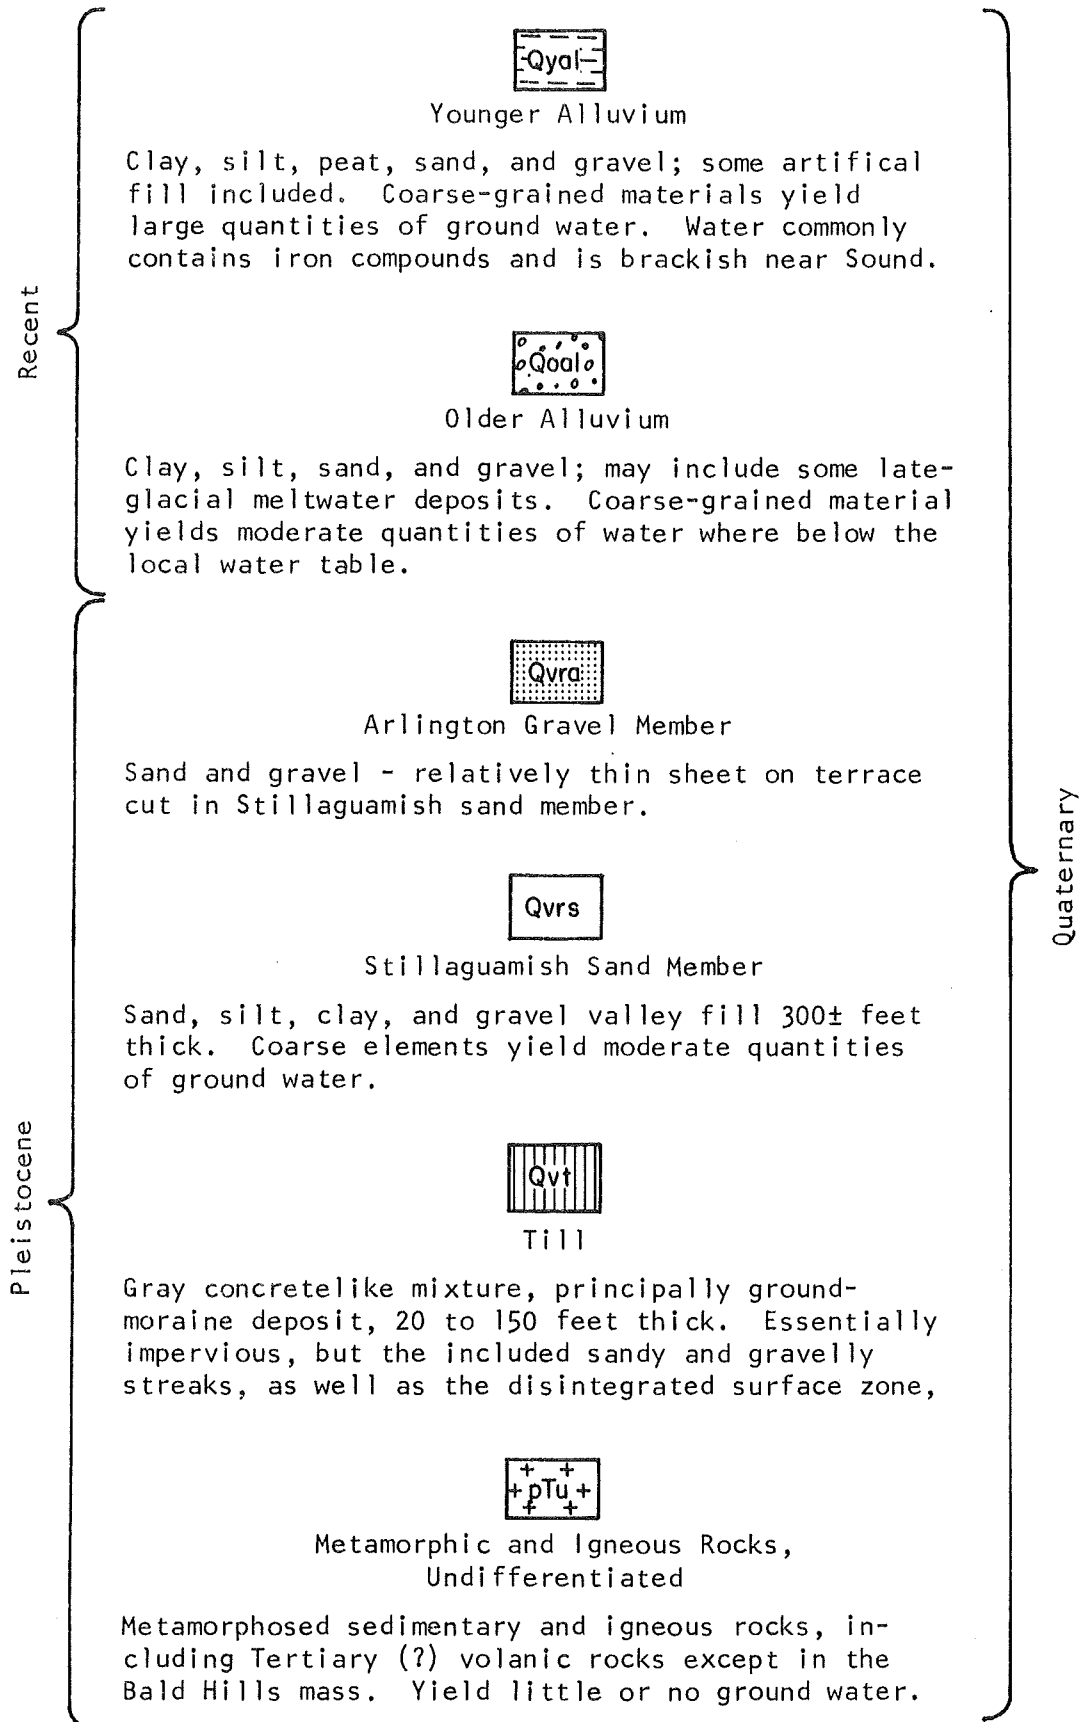 Qyal
Younger Alluvium
Clay, silt, peat, sand, and gravel; some artifical
fill included. Coarse-grained materials yield
large quantities of ground water. Water commonly
contains iron compounds and is brackish near Sound.
Recent
Qoal
Older Alluvium
Clay, silt, sand, and gravel; may include some late-
glacial meltwater deposits. Coarse-grained material
yields moderate quantities of water where below the
local water table.
Qvra
Arlington Gravel Member
Sand and gravel - relatively thin sheet on terrace
cut in Stillaguamish sand member.
Quaternary
Qvrs
Stillaguamish Sand Member
Sand, silt, clay, and gravel valley fill 300± feet
thick. Coarse elements yield moderate quantities
of ground water.
Pleistocene
Qvt
Till
Gray concretelike mixture, principally ground-
moraine deposit, 20 to 150 feet thick. Essentially
impervious, but the included sandy and gravelly
streaks, as well as the disintegrated surface zone,
pTu
Metamorphic and Igneous Rocks,
Undifferentiated
Metamorphosed sedimentary and igneous rocks, in-
cluding Tertiary (?) volanic rocks except in the
Bald Hills mass. Yield little or no ground water.